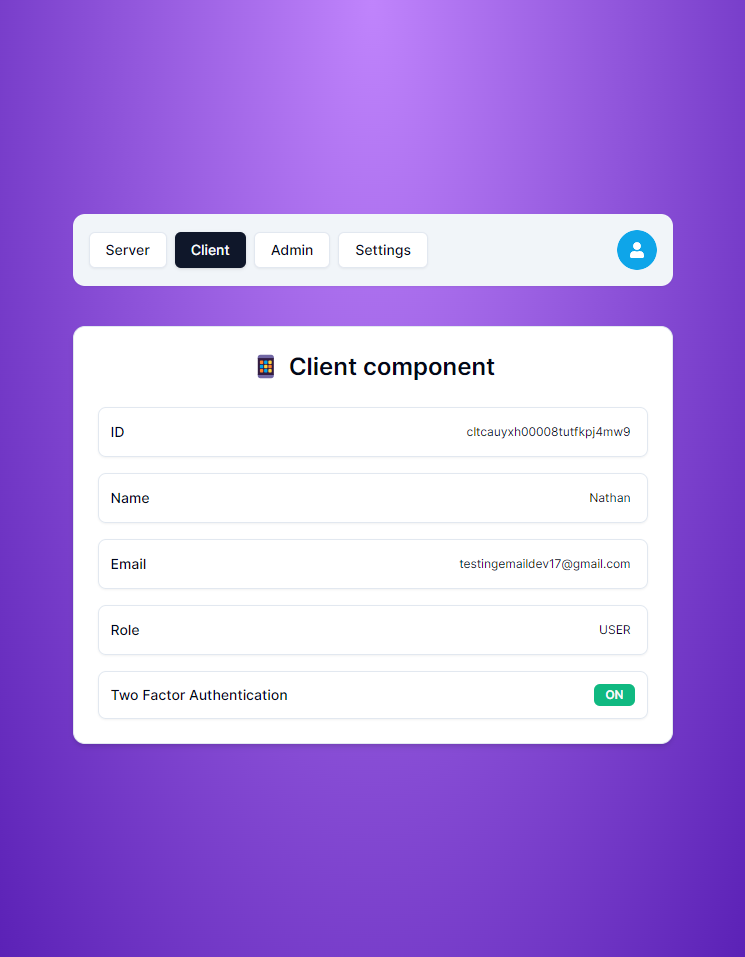 Server Client Admin Settings
📱 Client component
ID cltcauyxh00008tutfkpj4mw9
Name Nathan
Email testingemaildev17@gmail.com
Role USER
Two Factor Authentication ON